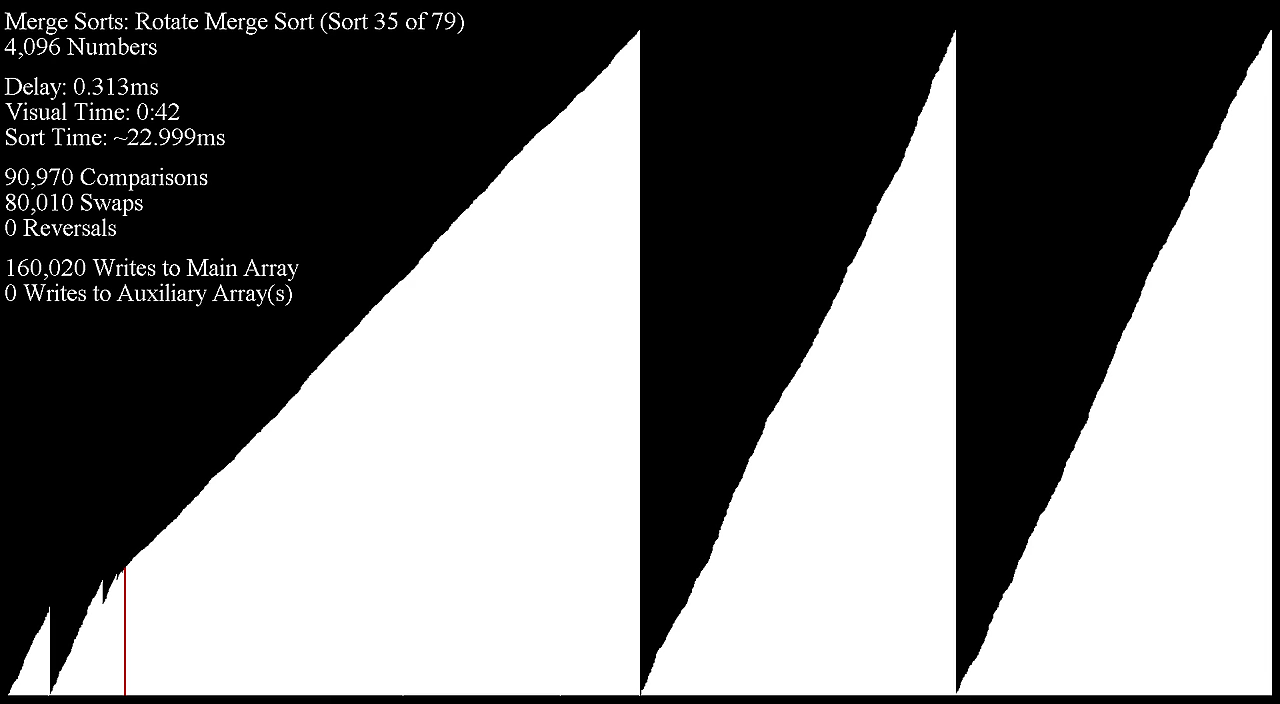 Merge Sorts: Rotate Merge Sort (Sort 35 of 79)
4,096 Numbers
Delay: 0.313ms
Visual Time: 0:42
Sort Time: ~22.999ms
90,970 Comparisons
80,010 Swaps
0 Reversals
160,020 Writes to Main Array
0 Writes to Auxiliary Array(s)